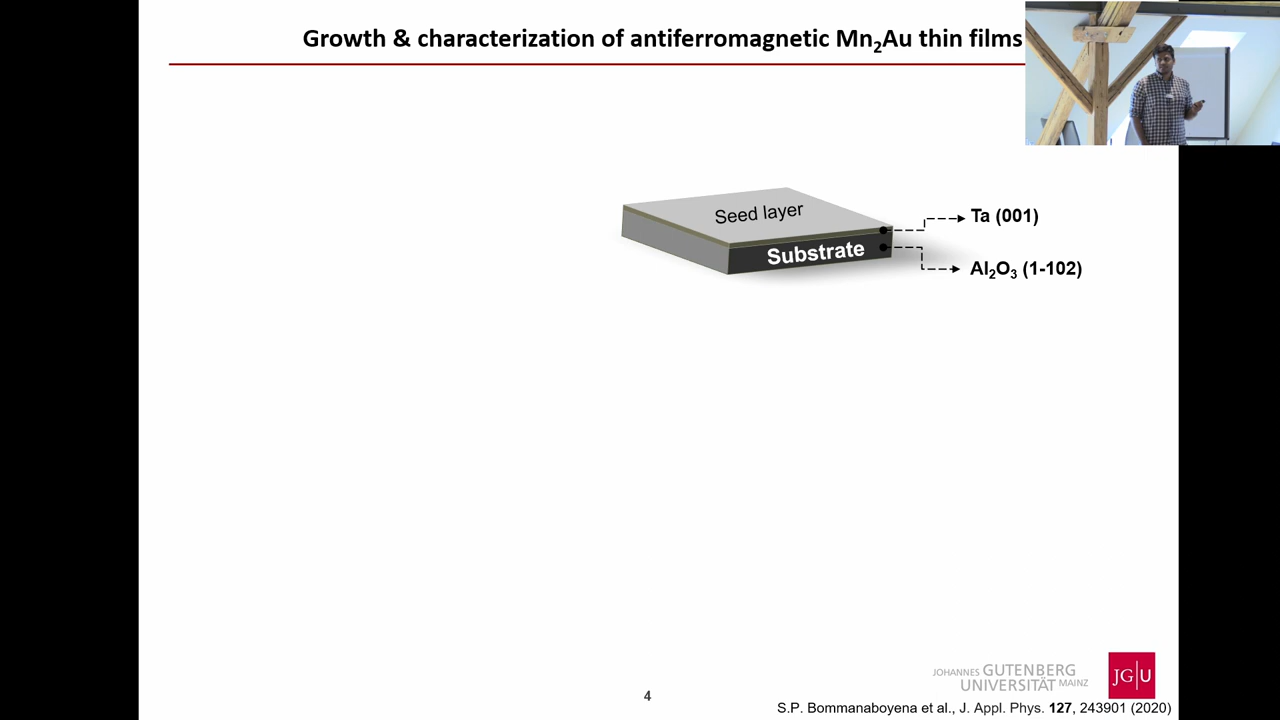 Growth & characterization of antiferromagnetic Mn₂Au thin films
Seed layer
Substrate
Ta (001)
Al₂O₃ (1-102)
JOHANNES GUTENBERG
UNIVERSITÄT MAINZ
JG|U
4
S.P. Bommanaboyena et al., J. Appl. Phys. 127, 243901 (2020)